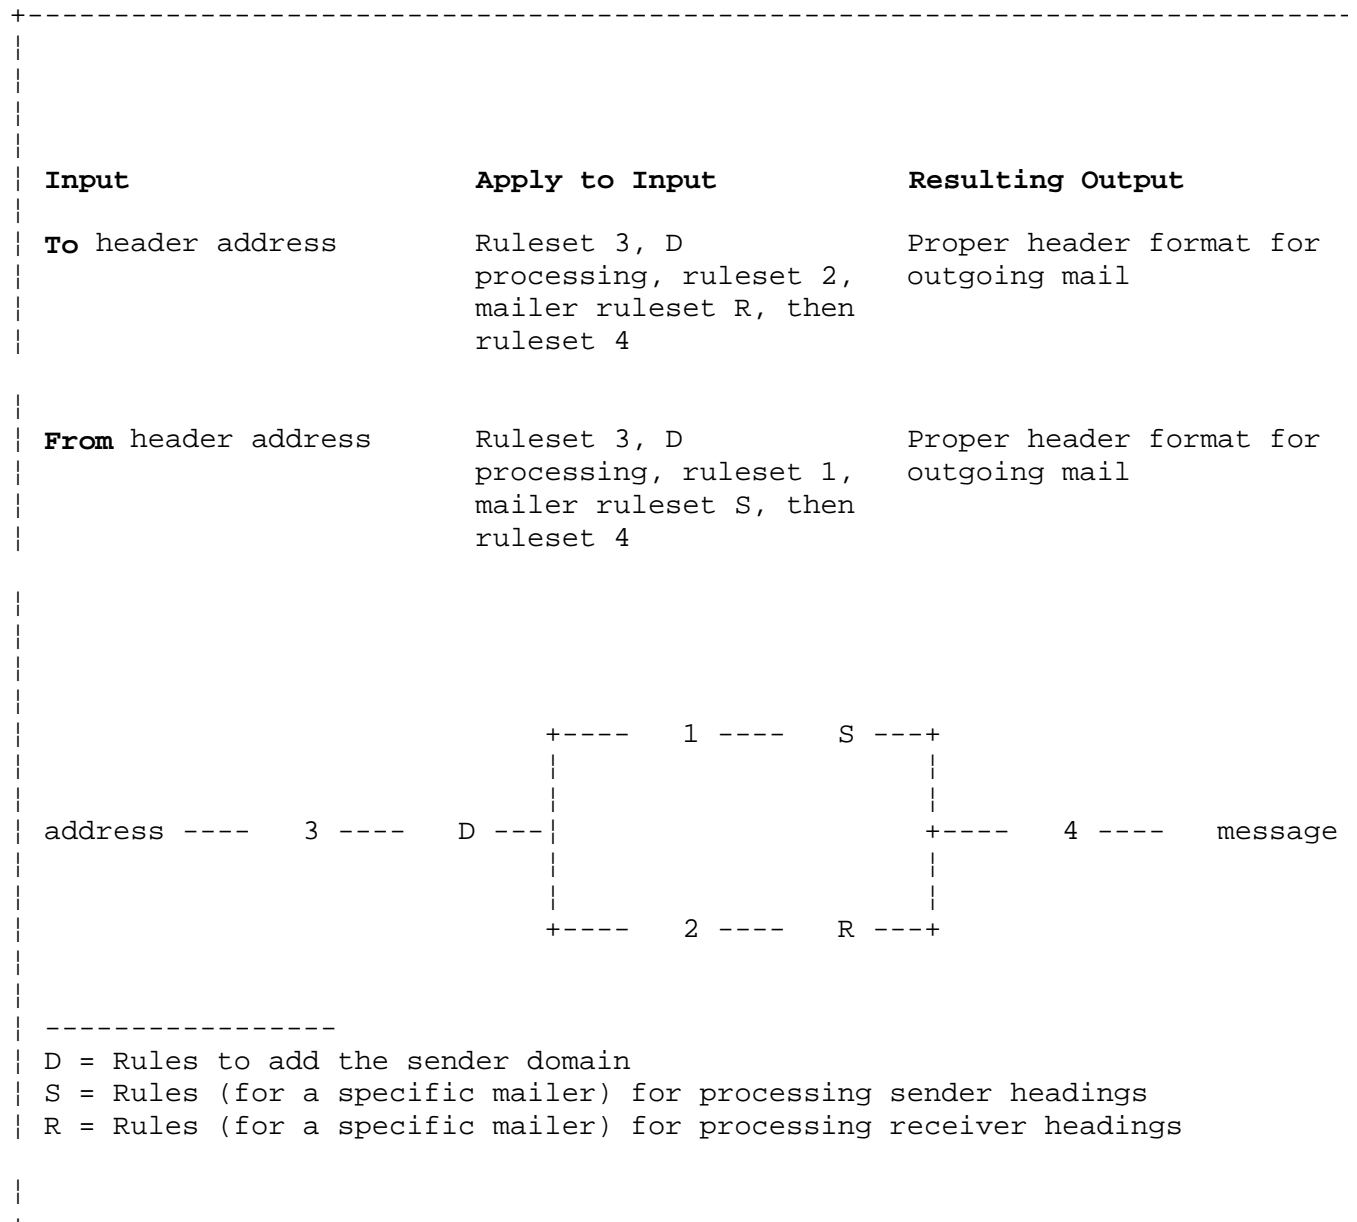 Input Apply to Input Resulting Output
To header address Ruleset 3, D Proper header format for
processing, ruleset 2, outgoing mail
mailer ruleset R, then
ruleset 4
From header address Ruleset 3, D Proper header format for
processing, ruleset 1, outgoing mail
mailer ruleset S, then
ruleset 4
+---- 1 ---- S ---+
address ---- 3 ---- D ---¦ +---- 4 ---- message
+---- 2 ---- R ---+
-----------------
D = Rules to add the sender domain
S = Rules (for a specific mailer) for processing sender headings
R = Rules (for a specific mailer) for processing receiver headings